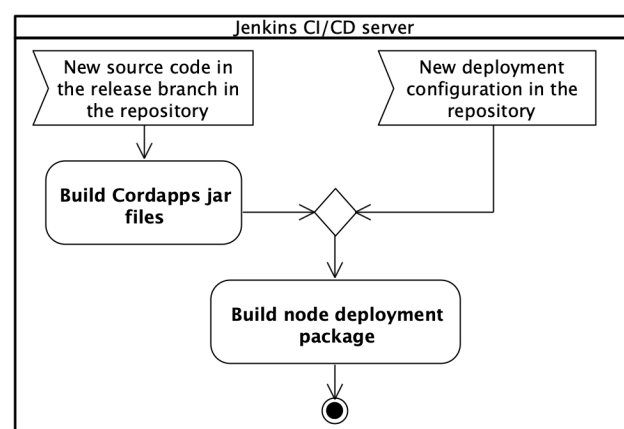 Jenkins CI/CD server
New source code in
the release branch in
the repository
New deployment
configuration in the
repository
Build Cordapps jar
files
Build node deployment
package